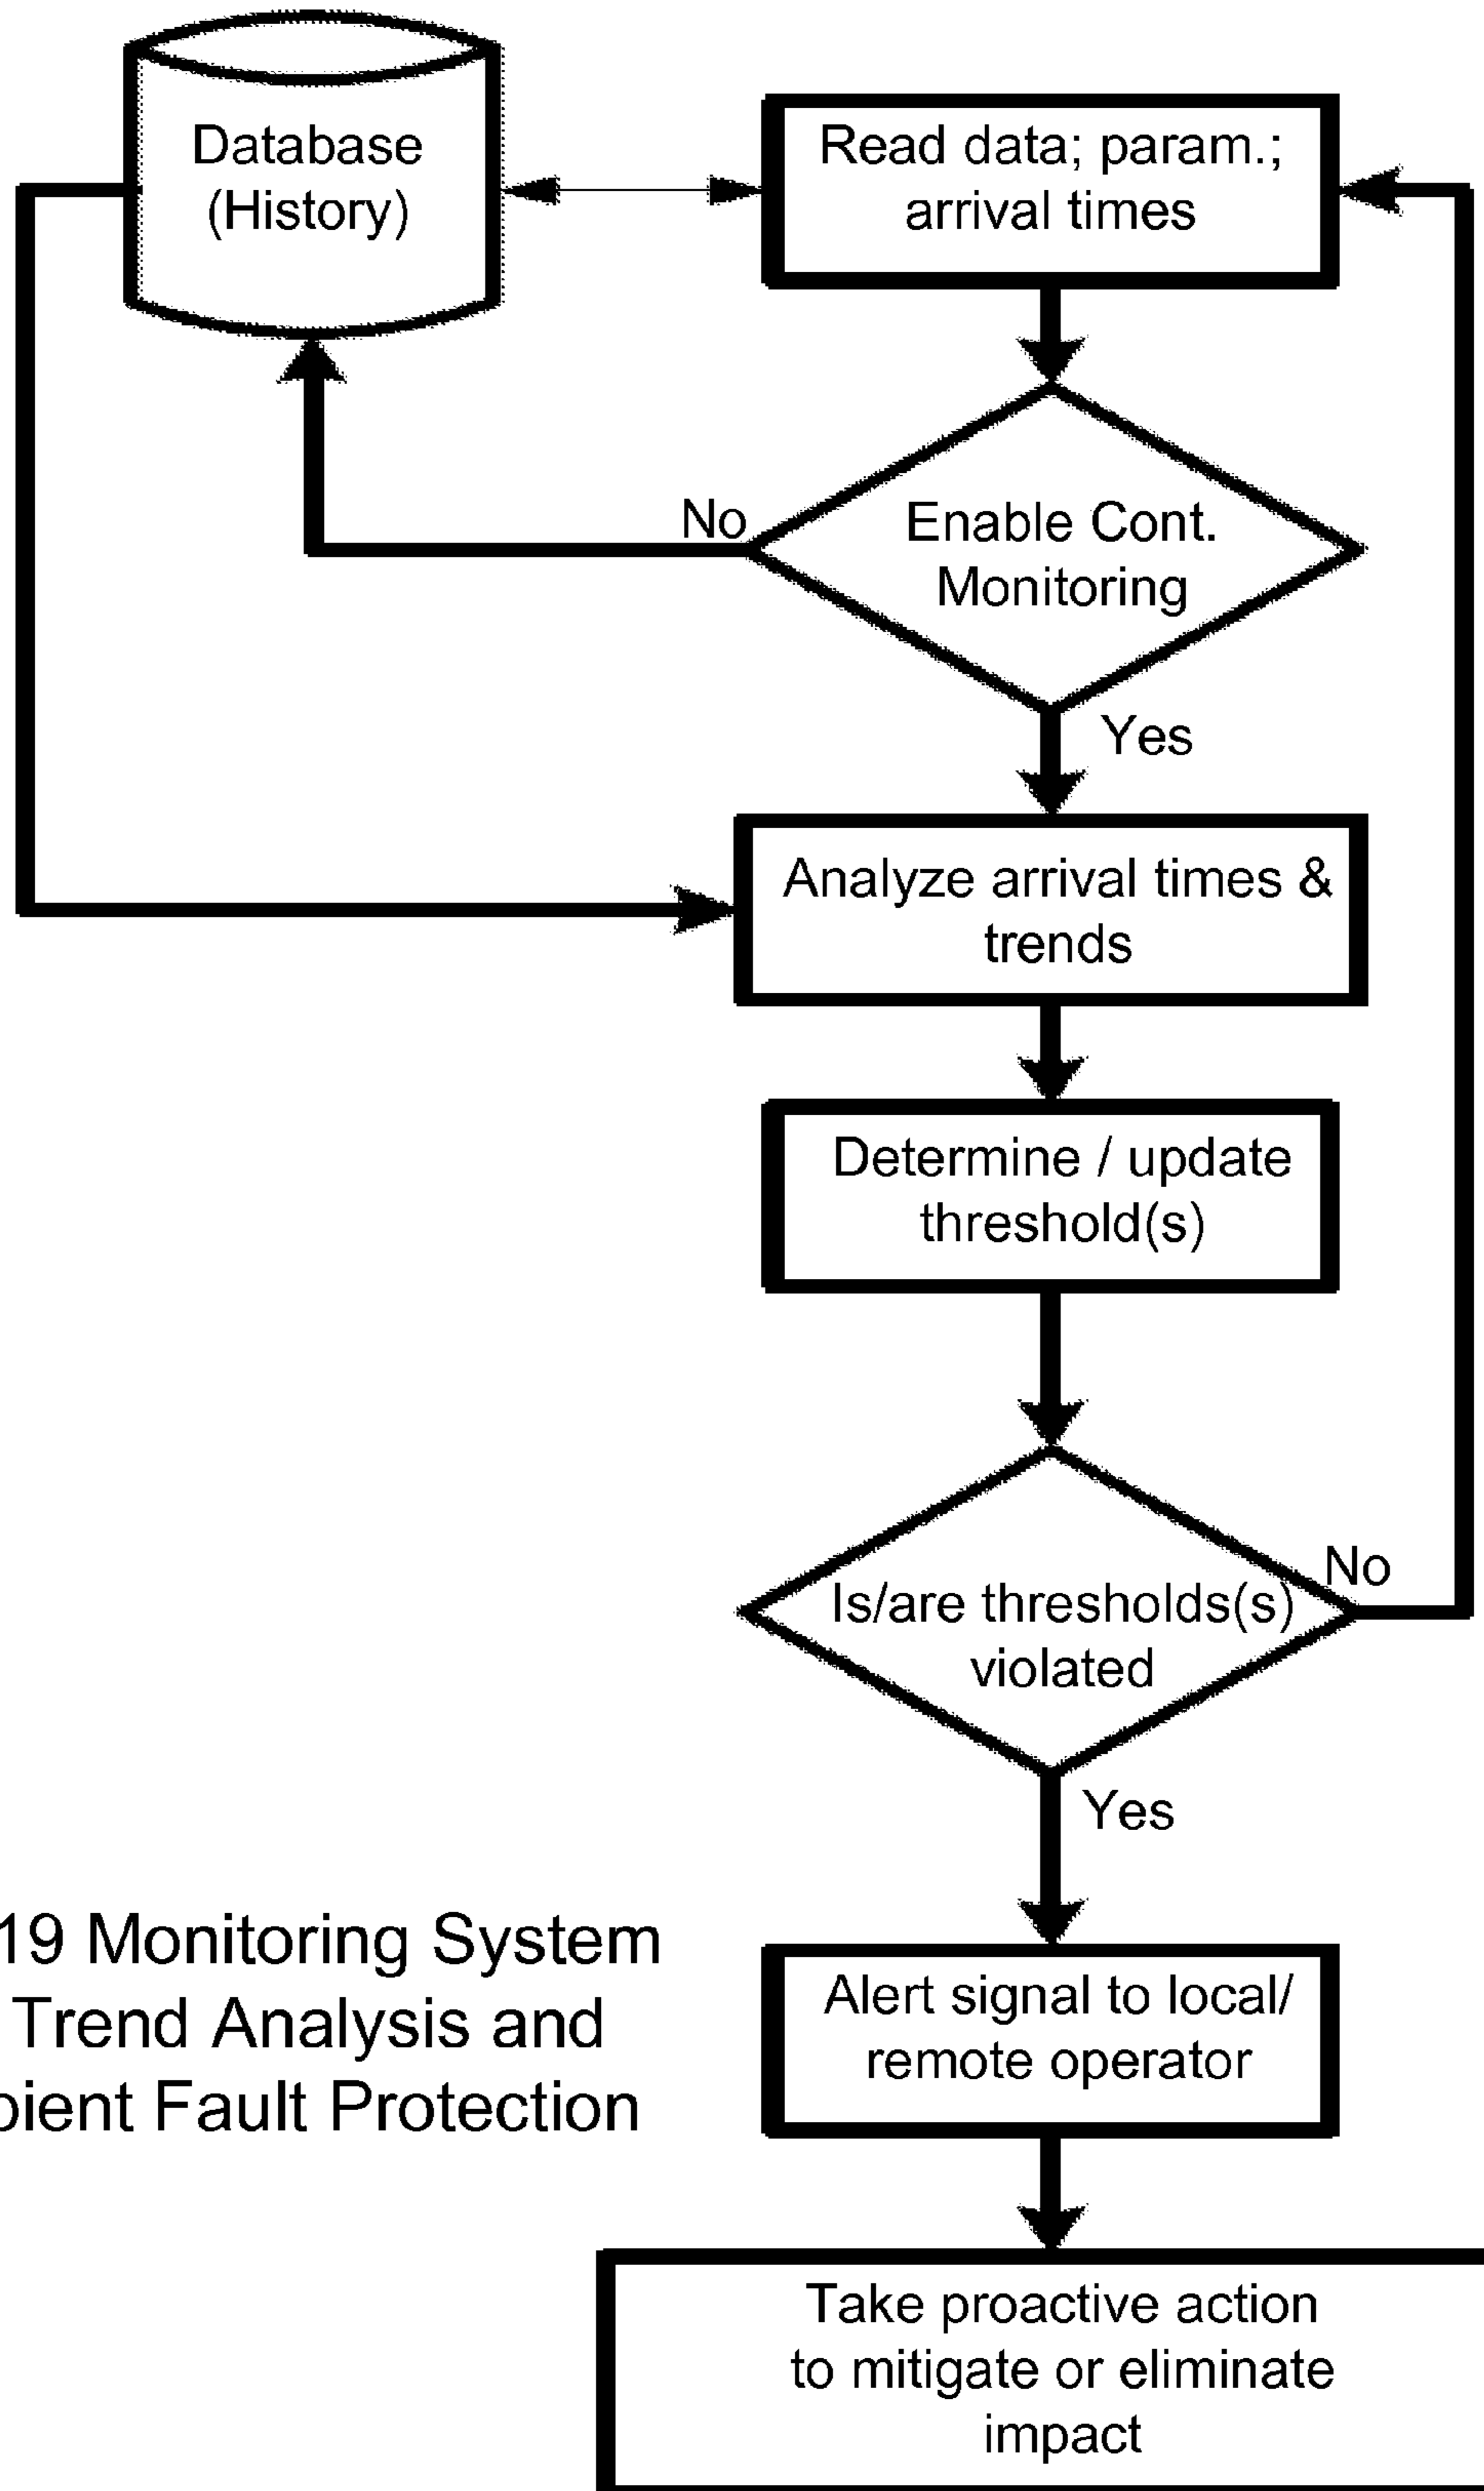 Database
(History)
Read data; param.;
arrival times
No
Enable Cont.
Monitoring
Yes
Analyze arrival times &
trends
Determine / update
threshold(s)
No
Is/are thresholds(s)
violated
Yes
19 Monitoring System
Trend Analysis and
Fault Protection
Alert signal to local/
remote operator
Take proactive action
to mitigate or eliminate
impact